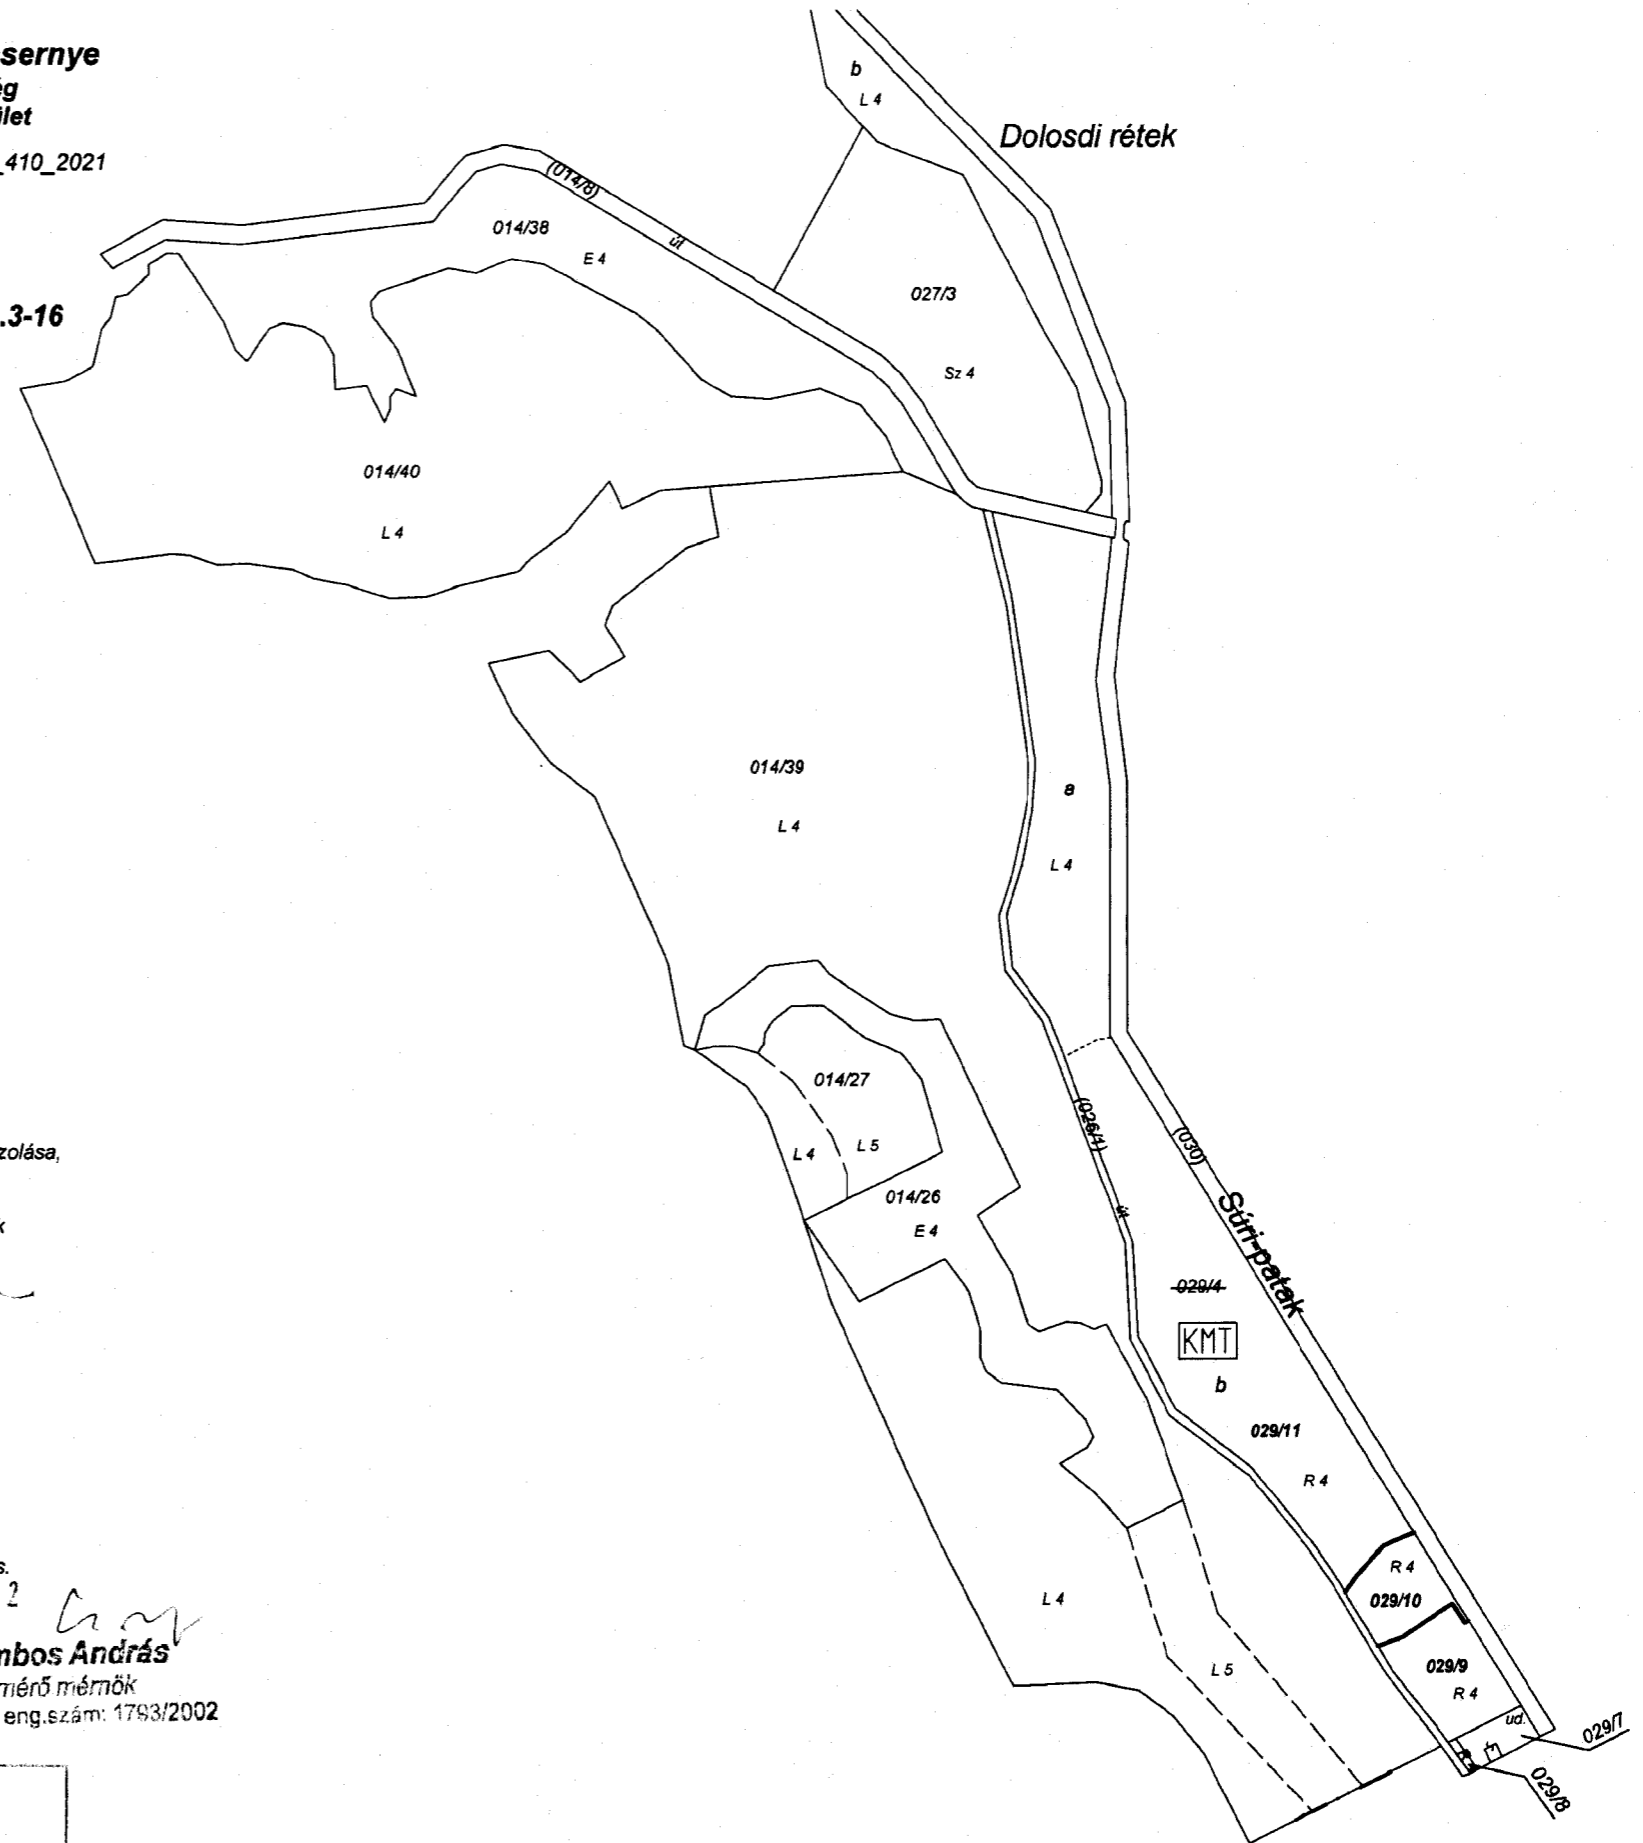 sernye
ég
ület
_410_2021
.3-16
b
L 4
Dolosdi rétek
(014/8)
út
014/38
E 4
027/3
Sz 4
014/40
L 4
014/39
L 4
a
L 4
014/27
L 4
L 5
014/26
E 4
(026/1)
út
(030)
Súri-patak
029/4
KMT
b
029/11
R 4
R 4
029/10
029/9
R 4
ud.
029/7
029/8
L 4
L 5
zolása,
k
s.
2
mbos András
mérő mérnök
eng.szám: 1793/2002